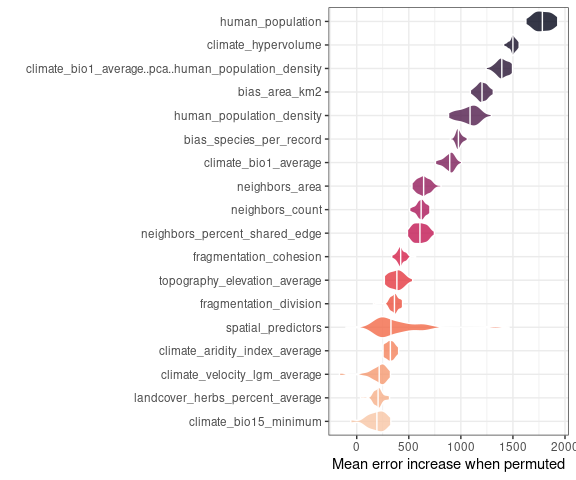 human_population
climate_hypervolume
climate_bio1_average..pca..human_population_density
bias_area_km2
human_population_density
bias_species_per_record
climate_bio1_average
neighbors_area
neighbors_count
neighbors_percent_shared_edge
fragmentation_cohesion
topography_elevation_average
fragmentation_division
spatial_predictors
climate_aridity_index_average
climate_velocity_lgm_average
landcover_herbs_percent_average
climate_bio15_minimum
0 500 1000 1500 2000
Mean error increase when permuted